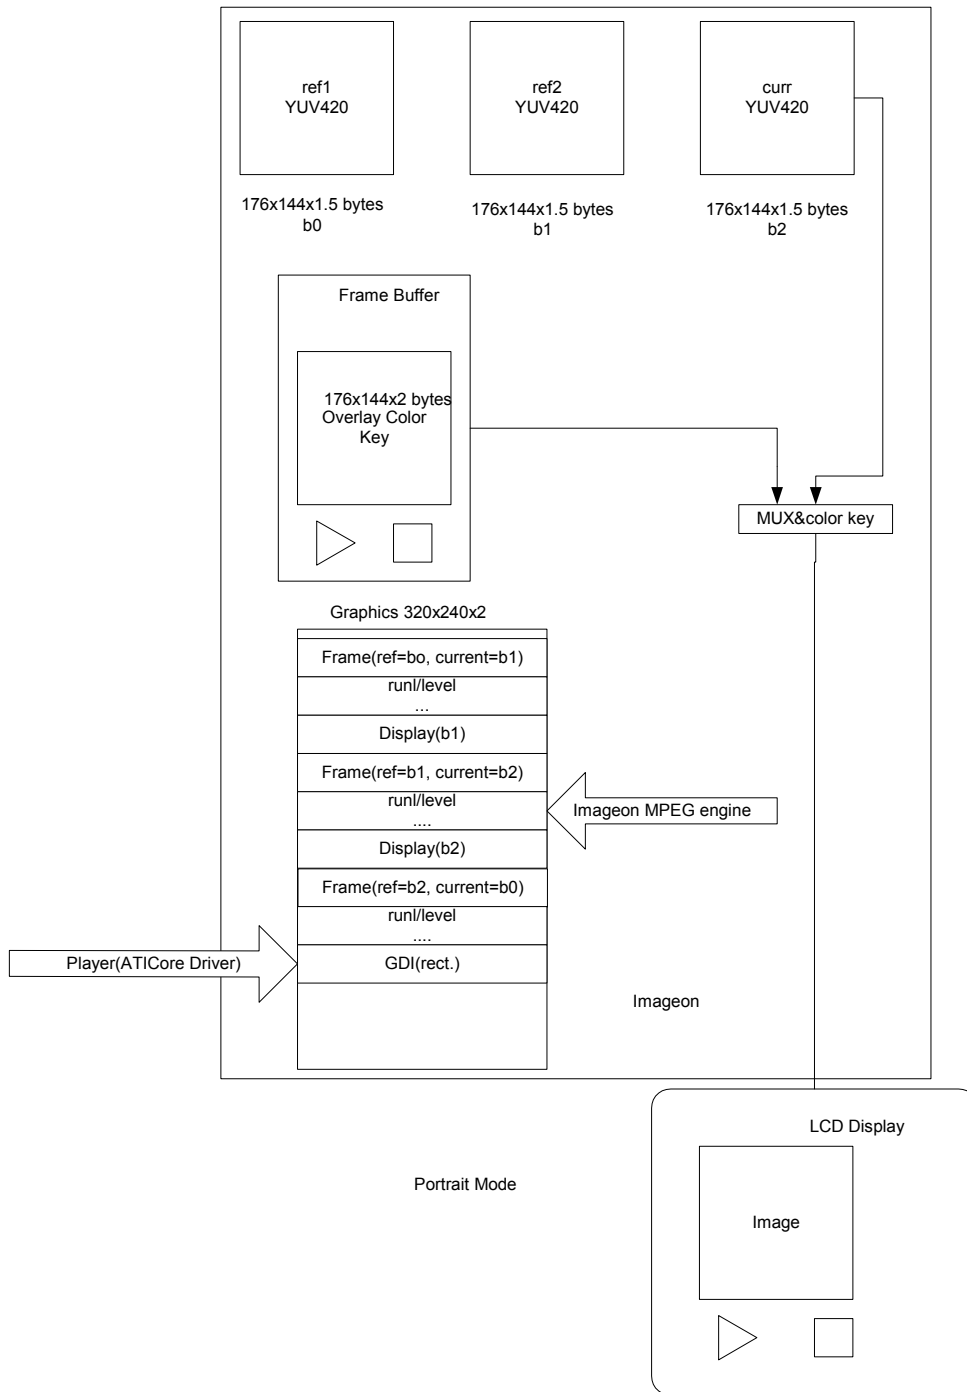 ref1
YUV420
ref2
YUV420
curr
YUV420
176x144x1.5 bytes
b0
176x144x1.5 bytes
b1
176x144x1.5 bytes
b2
Frame Buffer
176x144x2 bytes
Overlay Color
Key
MUX&color key
Graphics 320x240x2
Frame(ref=bo, current=b1)
runl/level
...
Display(b1)
Frame(ref=b1, current=b2)
runl/level
....
Display(b2)
Frame(ref=b2, current=b0)
runl/level
....
GDI(rect.)
Imageon MPEG engine
Player(ATICore Driver)
Imageon
LCD Display
Portrait Mode
Image